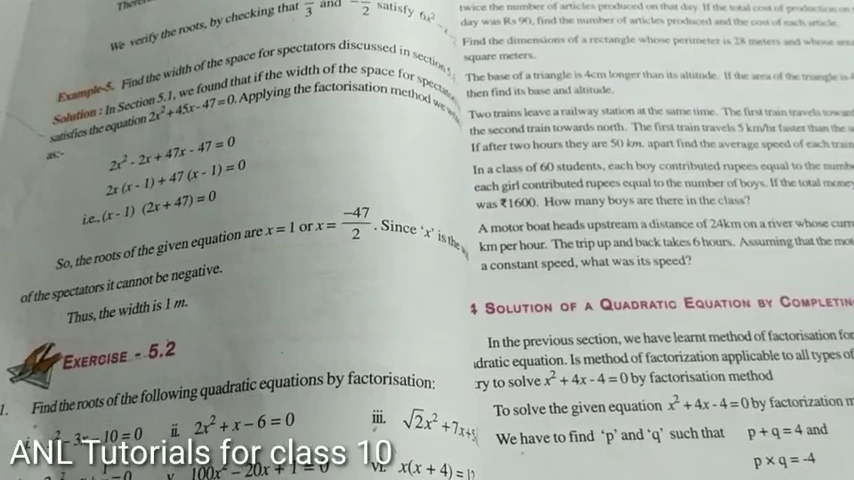 There
We verify the roots, by checking that — 3 and — 2 satisfy 6x²
Example-5. Find the width of the space for spectators discussed in section
Solution : In Section 5.1, we found that if the width of the space for spectators
satisfies the equation 2x² + 45x - 47 = 0. Applying the factorisation method we
as:-
2x² - 2x + 47x - 47 = 0
2x (x - 1) + 47 (x - 1) = 0
i.e., (x - 1) (2x + 47) = 0
So, the roots of the given equation are x = 1 or x = -47/2 . Since 'x' is the
of the spectators it cannot be negative.
Thus, the width is 1 m.
EXERCISE - 5.2
1. Find the roots of the following quadratic equations by factorisation:
- 3x - 10 = 0 ii. 2x² + x - 6 = 0 iii. √2x² + 7x+5
100x² - 20x + 1 = 0 vi. x(x + 4) = 12
ANL Tutorials for class 10
twice the number of articles produced on that day. If the total cost of production on
day was Rs 90, find the number of articles produced and the cost of each article.
Find the dimensions of a rectangle whose perimeter is 28 meters and whose area
square meters.
The base of a triangle is 4cm longer than its altitude. If the area of the triangle is
then find its base and altitude.
Two trains leave a railway station at the same time. The first train travels
the second train towards north. The first train travels 5 km/hr faster than the
If after two hours they are 50 km. apart find the average speed of each train
In a class of 60 students, each boy contributed rupees equal to the
each girl contributed rupees equal to the number of boys. If the total money
was ₹1600. How many boys are there in the class?
A motor boat heads upstream a distance of 24km on a river whose
km per hour. The trip up and back takes 6 hours. Assuming that the
a constant speed, what was its speed?
4 SOLUTION OF A QUADRATIC EQUATION BY
In the previous section, we have learnt method of factorisation for
dratic equation. Is method of factorization applicable to all types of
ry to solve x² + 4x - 4 = 0 by factorisation method
To solve the given equation x² + 4x - 4 = 0 by factorization
We have to find 'p' and 'q' such that p + q = 4 and
p × q = -4